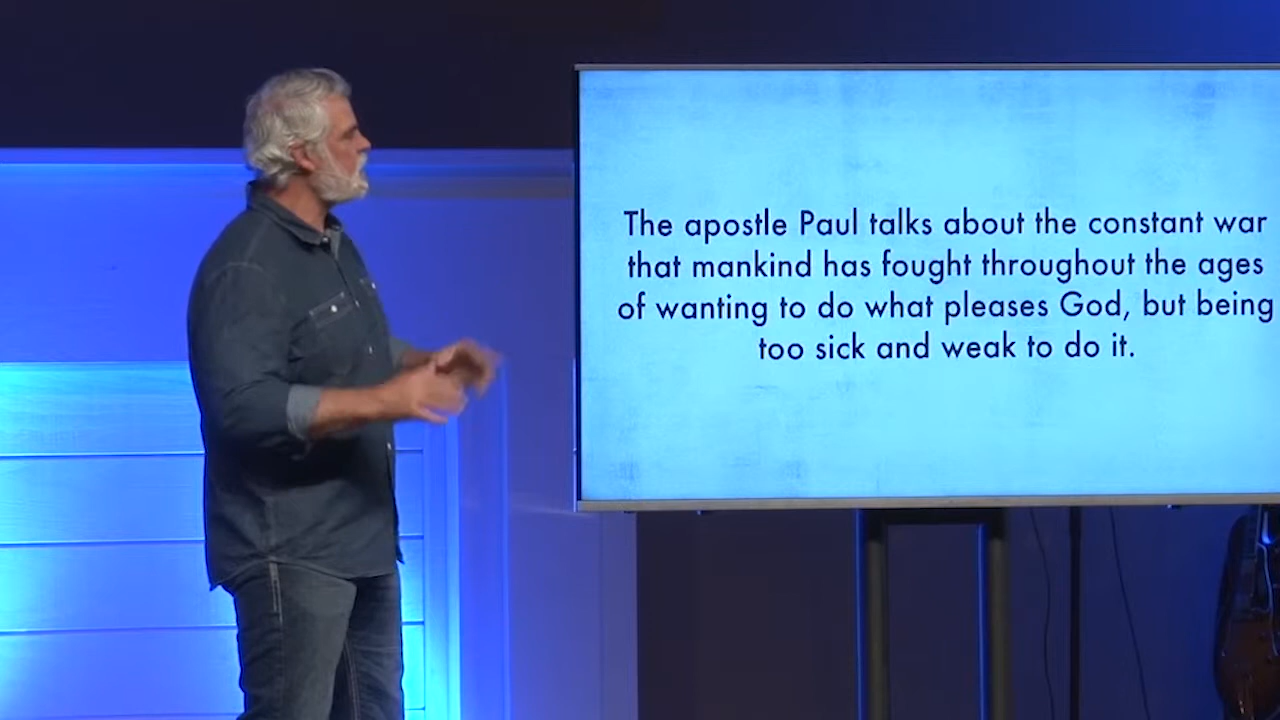 The apostle Paul talks about the constant war
that mankind has fought throughout the ages
of wanting to do what pleases God, but being
too sick and weak to do it.